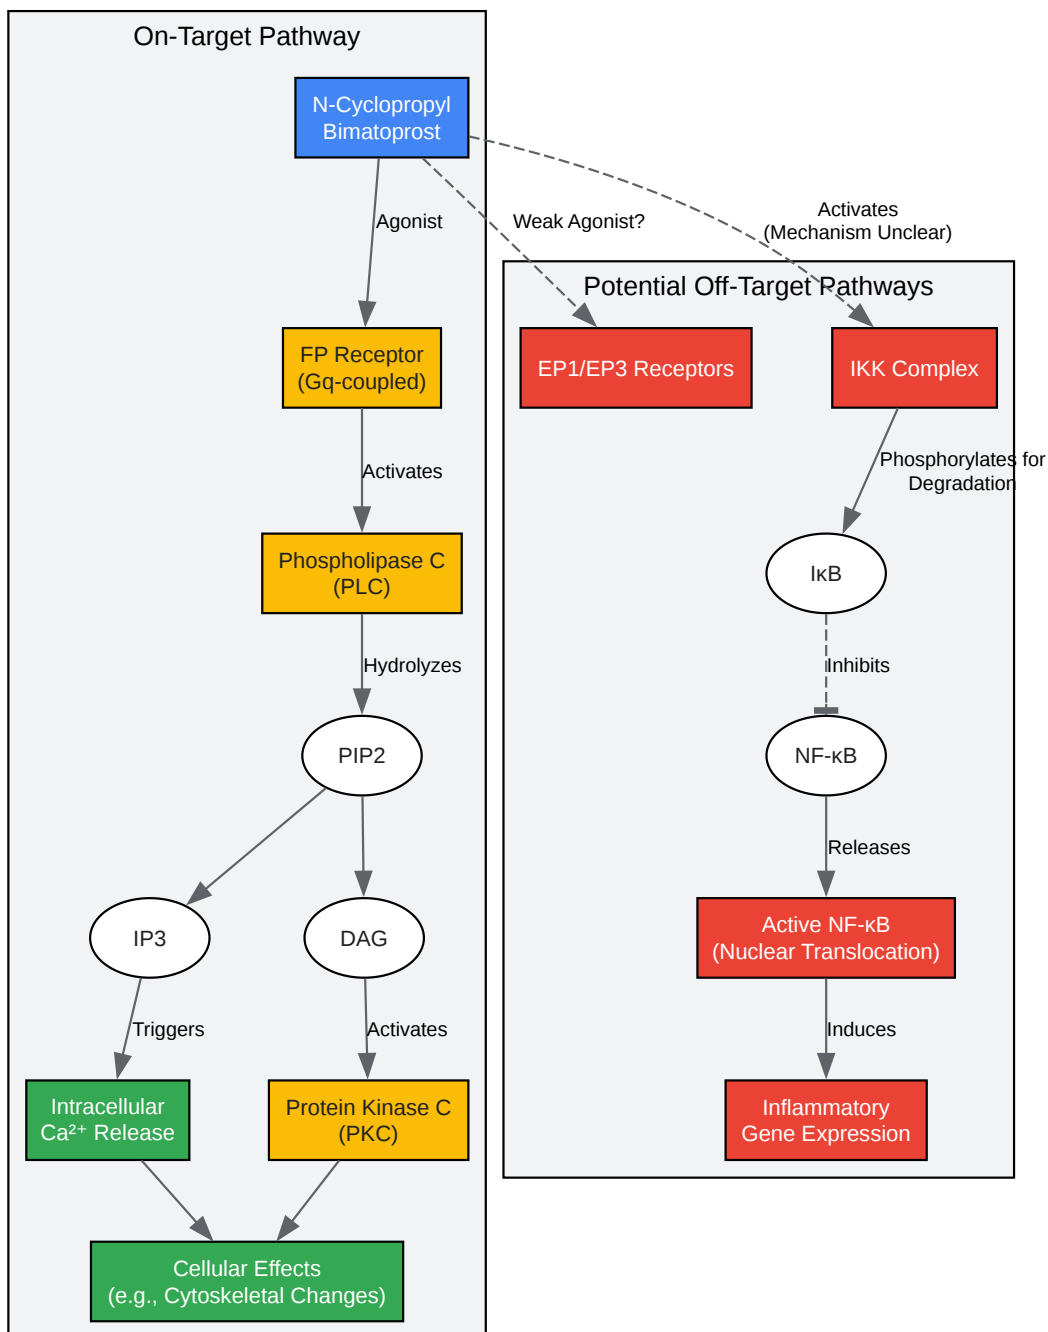 On-Target Pathway
N-Cyclopropyl
Bimatoprost
Agonist
Weak Agonist?
Activates
(Mechanism Unclear)
Potential Off-Target Pathways
FP Receptor
(Gq-coupled)
EP1/EP3 Receptors
IKK Complex
Activates
Phosphorylates for
Degradation
Phospholipase C
(PLC)
IκB
Hydrolyzes
Inhibits
PIP2
NF-κB
Releases
IP3
DAG
Active NF-κB
(Nuclear Translocation)
Triggers
Activates
Induces
Intracellular
Ca²⁺ Release
Protein Kinase C
(PKC)
Inflammatory
Gene Expression
Cellular Effects
(e.g., Cytoskeletal Changes)